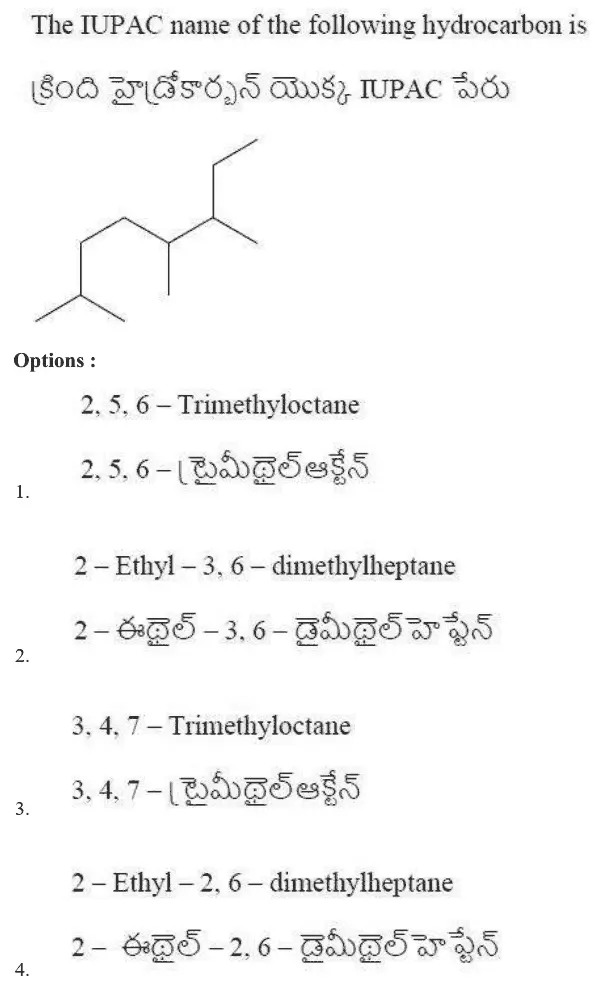 The IUPAC name of the following hydrocarbon is
క్రింది హైడ్రోకార్బన్ యొక్క IUPAC పేరు
Options :
2, 5, 6 – Trimethyloctane
2, 5, 6 – ట్రైమీథైల్ఆక్టేన్
1.
2 – Ethyl – 3, 6 – dimethylheptane
2 – ఈథైల్ – 3, 6 – డైమీథైల్ హెప్టేన్
2.
3, 4, 7 – Trimethyloctane
3, 4, 7 – ట్రైమీథైల్ఆక్టేన్
3.
2 – Ethyl – 2, 6 – dimethylheptane
2 – ఈథైల్ – 2, 6 – డైమీథైల్ హెప్టేన్
4.